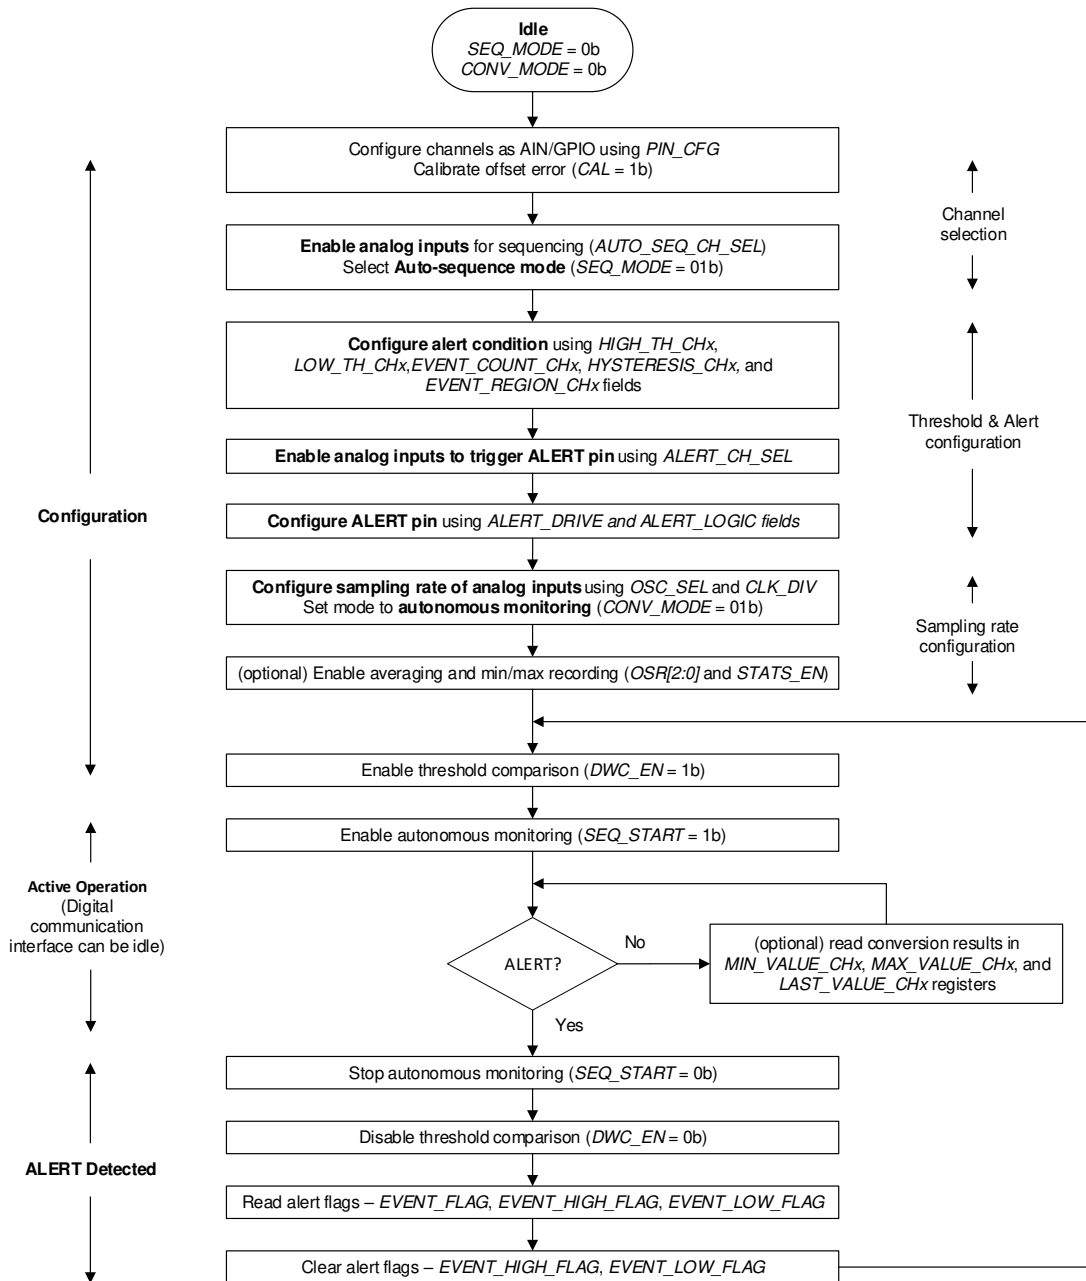 Idle
SEQ_MODE = 0b
CONV_MODE = 0b
Configure channels as AIN/GPIO using PIN_CFG
Calibrate offset error (CAL = 1b)
Channel
selection
Enable analog inputs for sequencing (AUTO_SEQ_CH_SEL)
Select Auto-sequence mode (SEQ_MODE = 01b)
Configure alert condition using HIGH_TH_CHx,
LOW_TH_CHx,EVENT_COUNT_CHx, HYSTERESIS_CHx, and
EVENT_REGION_CHx fields
Threshold & Alert
configuration
Enable analog inputs to trigger ALERT pin using ALERT_CH_SEL
Configuration
Configure ALERT pin using ALERT_DRIVE and ALERT_LOGIC fields
Configure sampling rate of analog inputs using OSC_SEL and CLK_DIV
Set mode to autonomous monitoring (CONV_MODE = 01b)
Sampling rate
configuration
(optional) Enable averaging and min/max recording (OSR[2:0] and STATS_EN)
Enable threshold comparison (DWC_EN = 1b)
Enable autonomous monitoring (SEQ_START = 1b)
Active Operation
(Digital
communication
interface can be idle)
ALERT?
No
(optional) read conversion results in
MIN_VALUE_CHx, MAX_VALUE_CHx, and
LAST_VALUE_CHx registers
Yes
Stop autonomous monitoring (SEQ_START = 0b)
Disable threshold comparison (DWC_EN = 0b)
ALERT Detected
Read alert flags – EVENT_FLAG, EVENT_HIGH_FLAG, EVENT_LOW_FLAG
Clear alert flags – EVENT_HIGH_FLAG, EVENT_LOW_FLAG